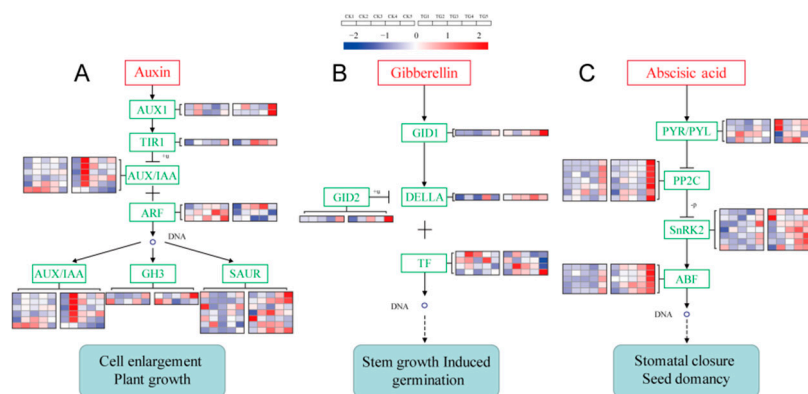 CK1 CK2 CK3 CK4 CK5 TG1 TG2 TG3 TG4 TG5
−2 −1 0 1 2
A
Auxin
AUX1
TIR1
+u
AUX/IAA
ARF
DNA
AUX/IAA GH3 SAUR
Cell enlargement
Plant growth
B
Gibberellin
GID1
GID2
+u
DELLA
TF
DNA
Stem growth Induced
germination
C
Abscisic acid
PYR/PYL
PP2C
-p
SnRK2
ABF
DNA
Stomatal closure
Seed domancy